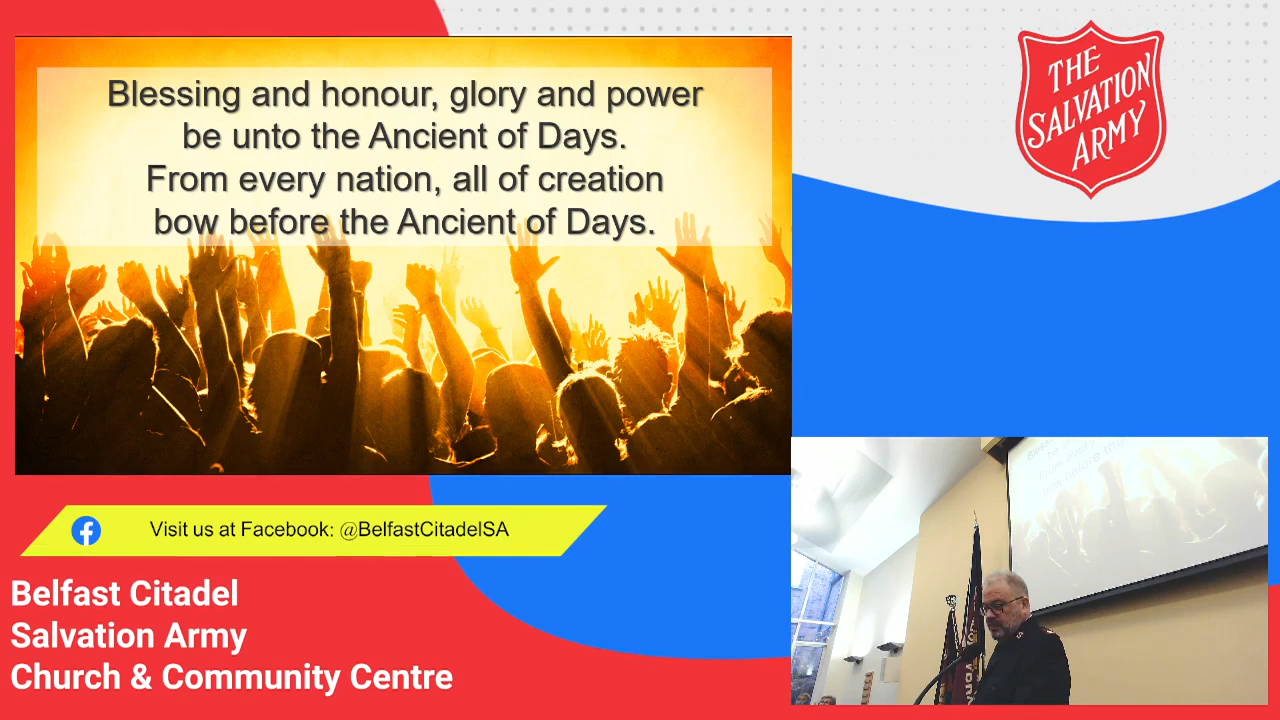 Blessing and honour, glory and power
be unto the Ancient of Days.
From every nation, all of creation
bow before the Ancient of Days.
THE
SALVATION
ARMY
Visit us at Facebook: @BelfastCitadelSA
Belfast Citadel
Salvation Army
Church & Community Centre